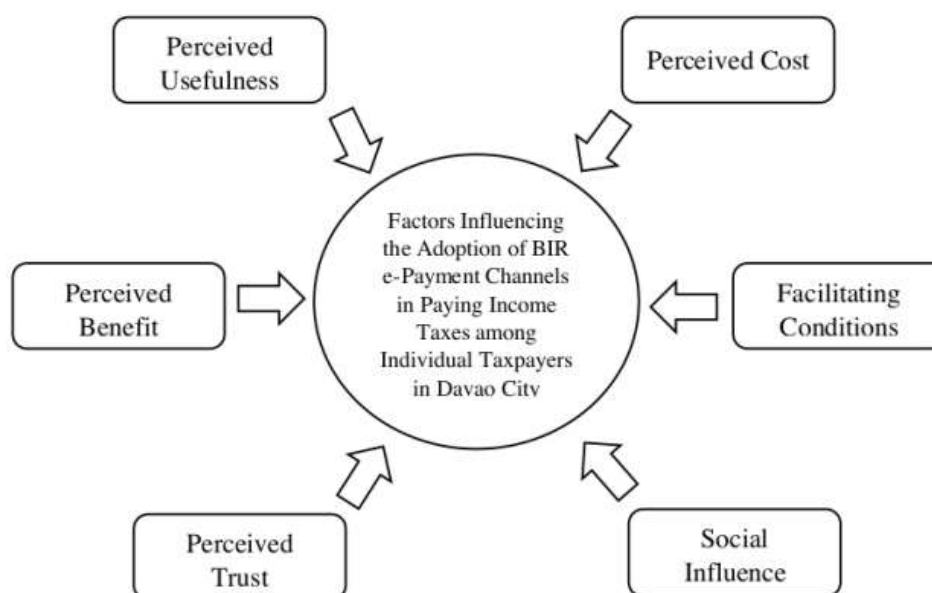 Perceived
Usefulness
Perceived Cost
Factors Influencing
the Adoption of BIR
e-Payment Channels
in Paying Income
Taxes among
Individual Taxpayers
in Davao City
Perceived
Benefit
Facilitating
Conditions
Perceived
Trust
Social
Influence